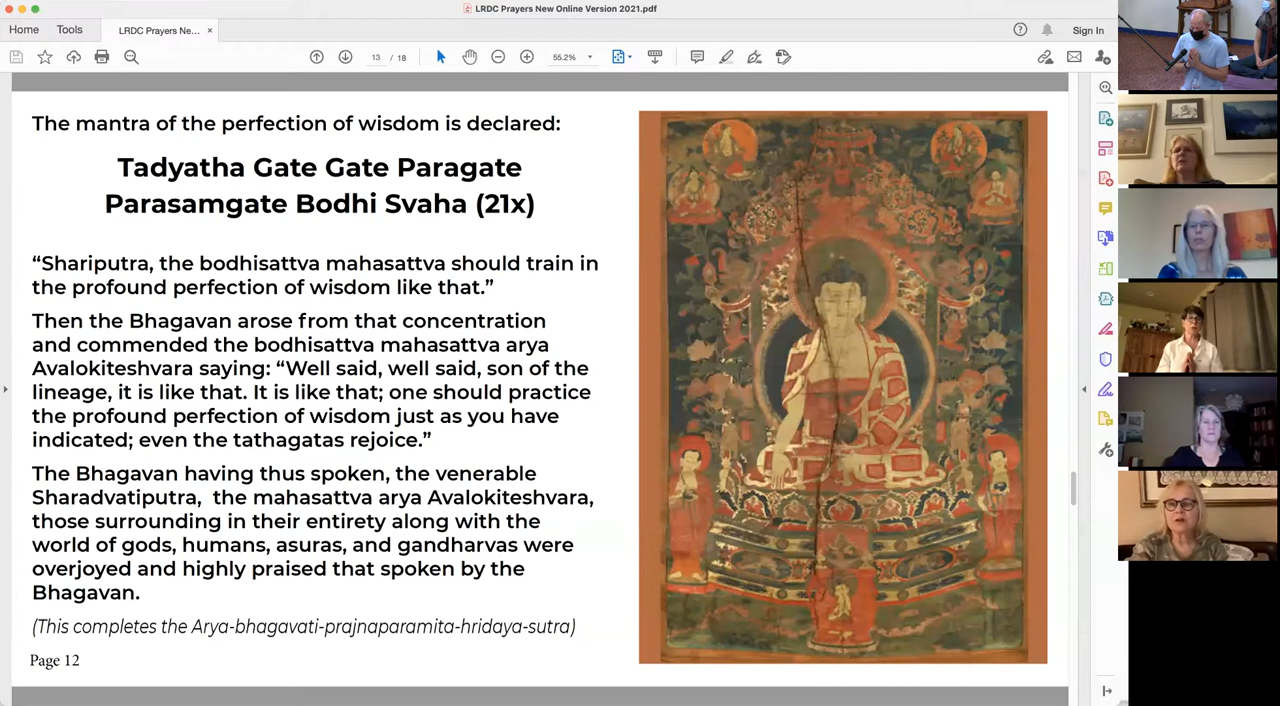 LRDC Prayers New Online Version 2021.pdf
Home Tools LRDC Prayers Ne... × Sign In
13 / 18 55.2%
The mantra of the perfection of wisdom is declared:
Tadyatha Gate Gate Paragate
Parasamgate Bodhi Svaha (21x)
“Shariputra, the bodhisattva mahasattva should train in
the profound perfection of wisdom like that.”
Then the Bhagavan arose from that concentration
and commended the bodhisattva mahasattva arya
Avalokiteshvara saying: “Well said, well said, son of the
lineage, it is like that. It is like that; one should practice
the profound perfection of wisdom just as you have
indicated; even the tathagatas rejoice.”
The Bhagavan having thus spoken, the venerable
Sharadvatiputra, the mahasattva arya Avalokiteshvara,
those surrounding in their entirety along with the
world of gods, humans, asuras, and gandharvas were
overjoyed and highly praised that spoken by the
Bhagavan.
(This completes the Arya-bhagavati-prajnaparamita-hridaya-sutra)
Page 12